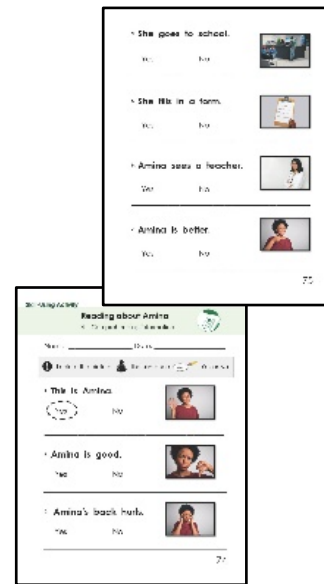 Reading about Amina
This is Amina.
Yes No
Amina is good.
Yes No
Amina's back hurts.
Yes No
74
She goes to school.
Yes No
She fills in a form.
Yes No
Amina sees a teacher.
Yes No
Amina is better.
Yes No
75